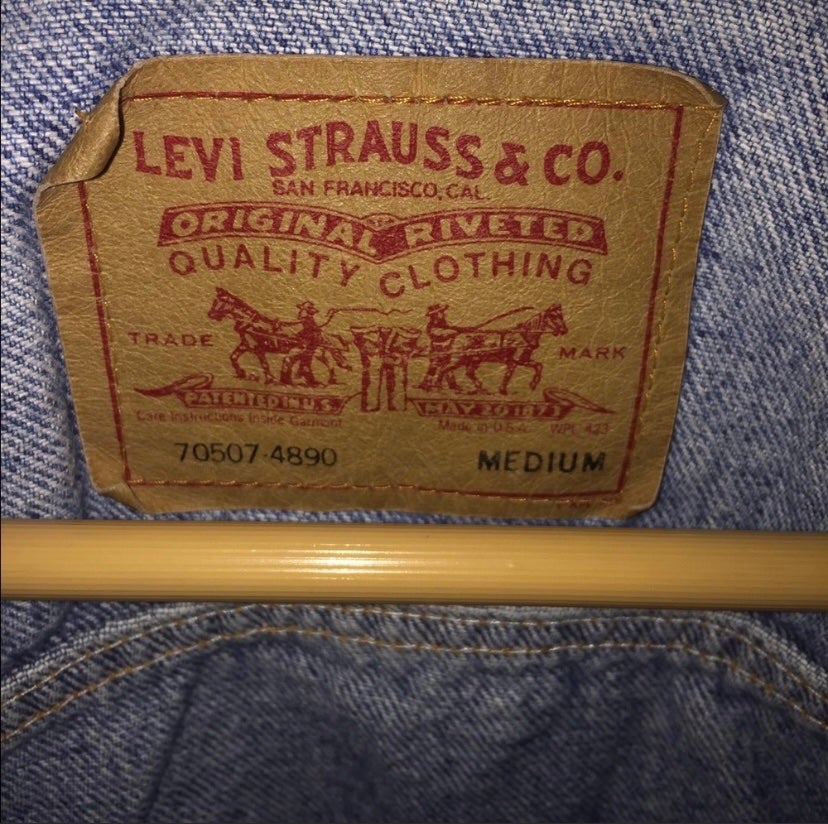 LEVI STRAUSS & CO.
SAN FRANCISCO, CAL.
ORIGINAL RIVETED
QUALITY CLOTHING
TRADE MARK
PATENTED IN U.S. MAY 20 1873
Care Instructions Inside Garment Made in U.S.A. WPL 423
70507-4890 MEDIUM